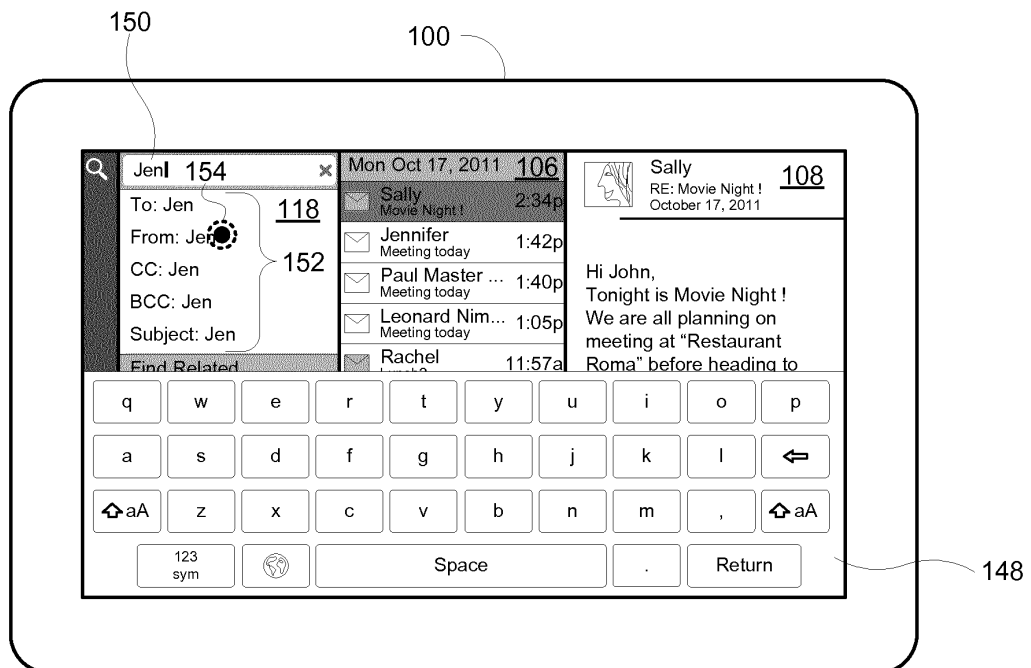 150
100
Jen 154
To: Jen
118
From: Jen
CC: Jen
152
BCC: Jen
Subject: Jen
Find Related
Mon Oct 17, 2011 106
Sally 2:34p
Movie Night !
Jennifer 1:42p
Meeting today
Paul Master ... 1:40p
Meeting today
Leonard Nim... 1:05p
Meeting today
Rachel 11:57a
Sally 108
RE: Movie Night !
October 17, 2011
Hi John,
Tonight is Movie Night !
We are all planning on
meeting at “Restaurant
Roma” before heading to
q w e r t y u i o p
a s d f g h j k l
aA z x c v b n m , aA
123
sym
Space . Return
148